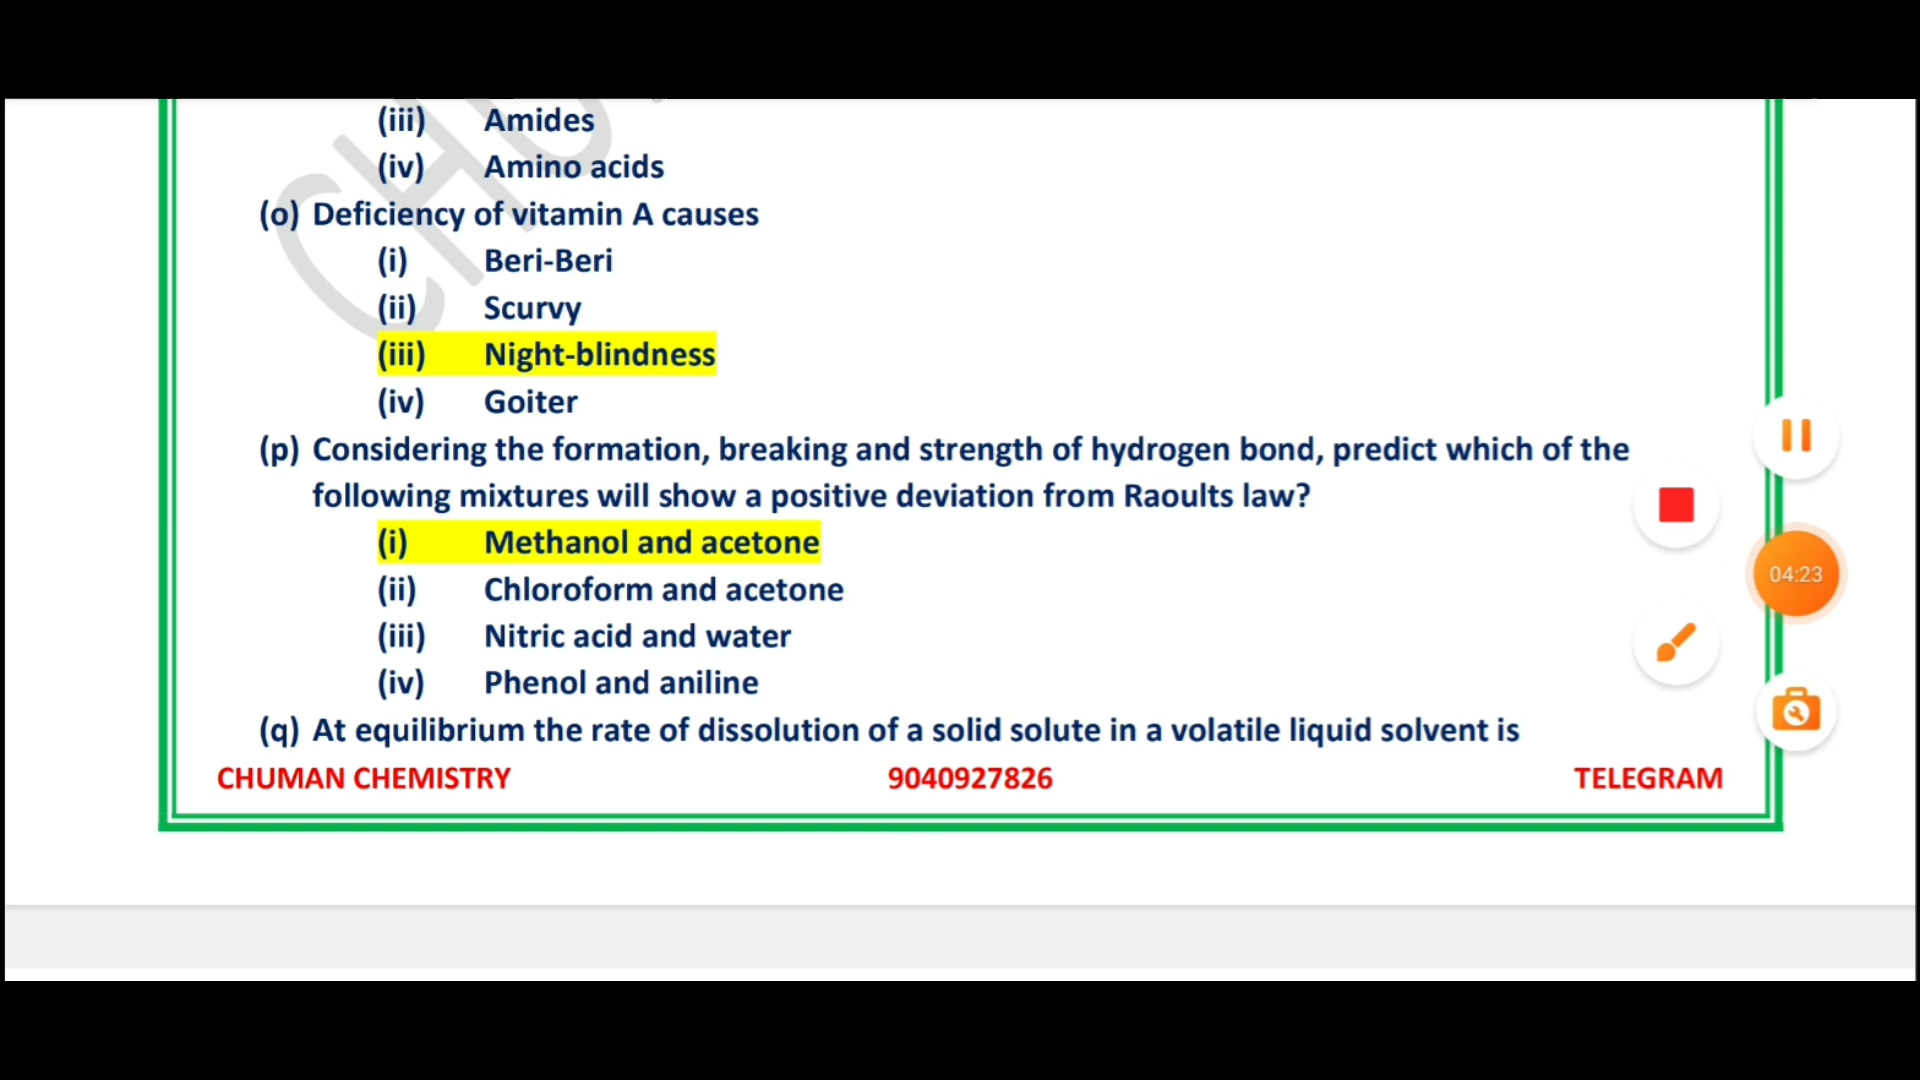 (iii) Amides
(iv) Amino acids
(o) Deficiency of vitamin A causes
(i) Beri-Beri
(ii) Scurvy
(iii) Night-blindness
(iv) Goiter
(p) Considering the formation, breaking and strength of hydrogen bond, predict which of the
following mixtures will show a positive deviation from Raoults law?
(i) Methanol and acetone
(ii) Chloroform and acetone
(iii) Nitric acid and water
(iv) Phenol and aniline
(q) At equilibrium the rate of dissolution of a solid solute in a volatile liquid solvent is
CHUMAN CHEMISTRY 9040927826 TELEGRAM
04:23